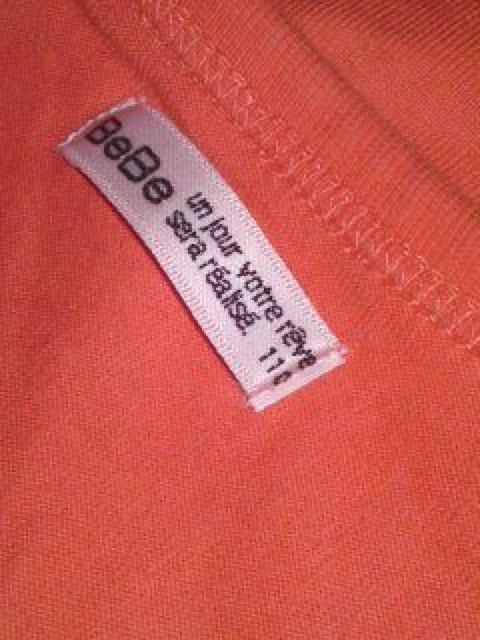 BeBe
un jour votre rêve
sera réalisé.